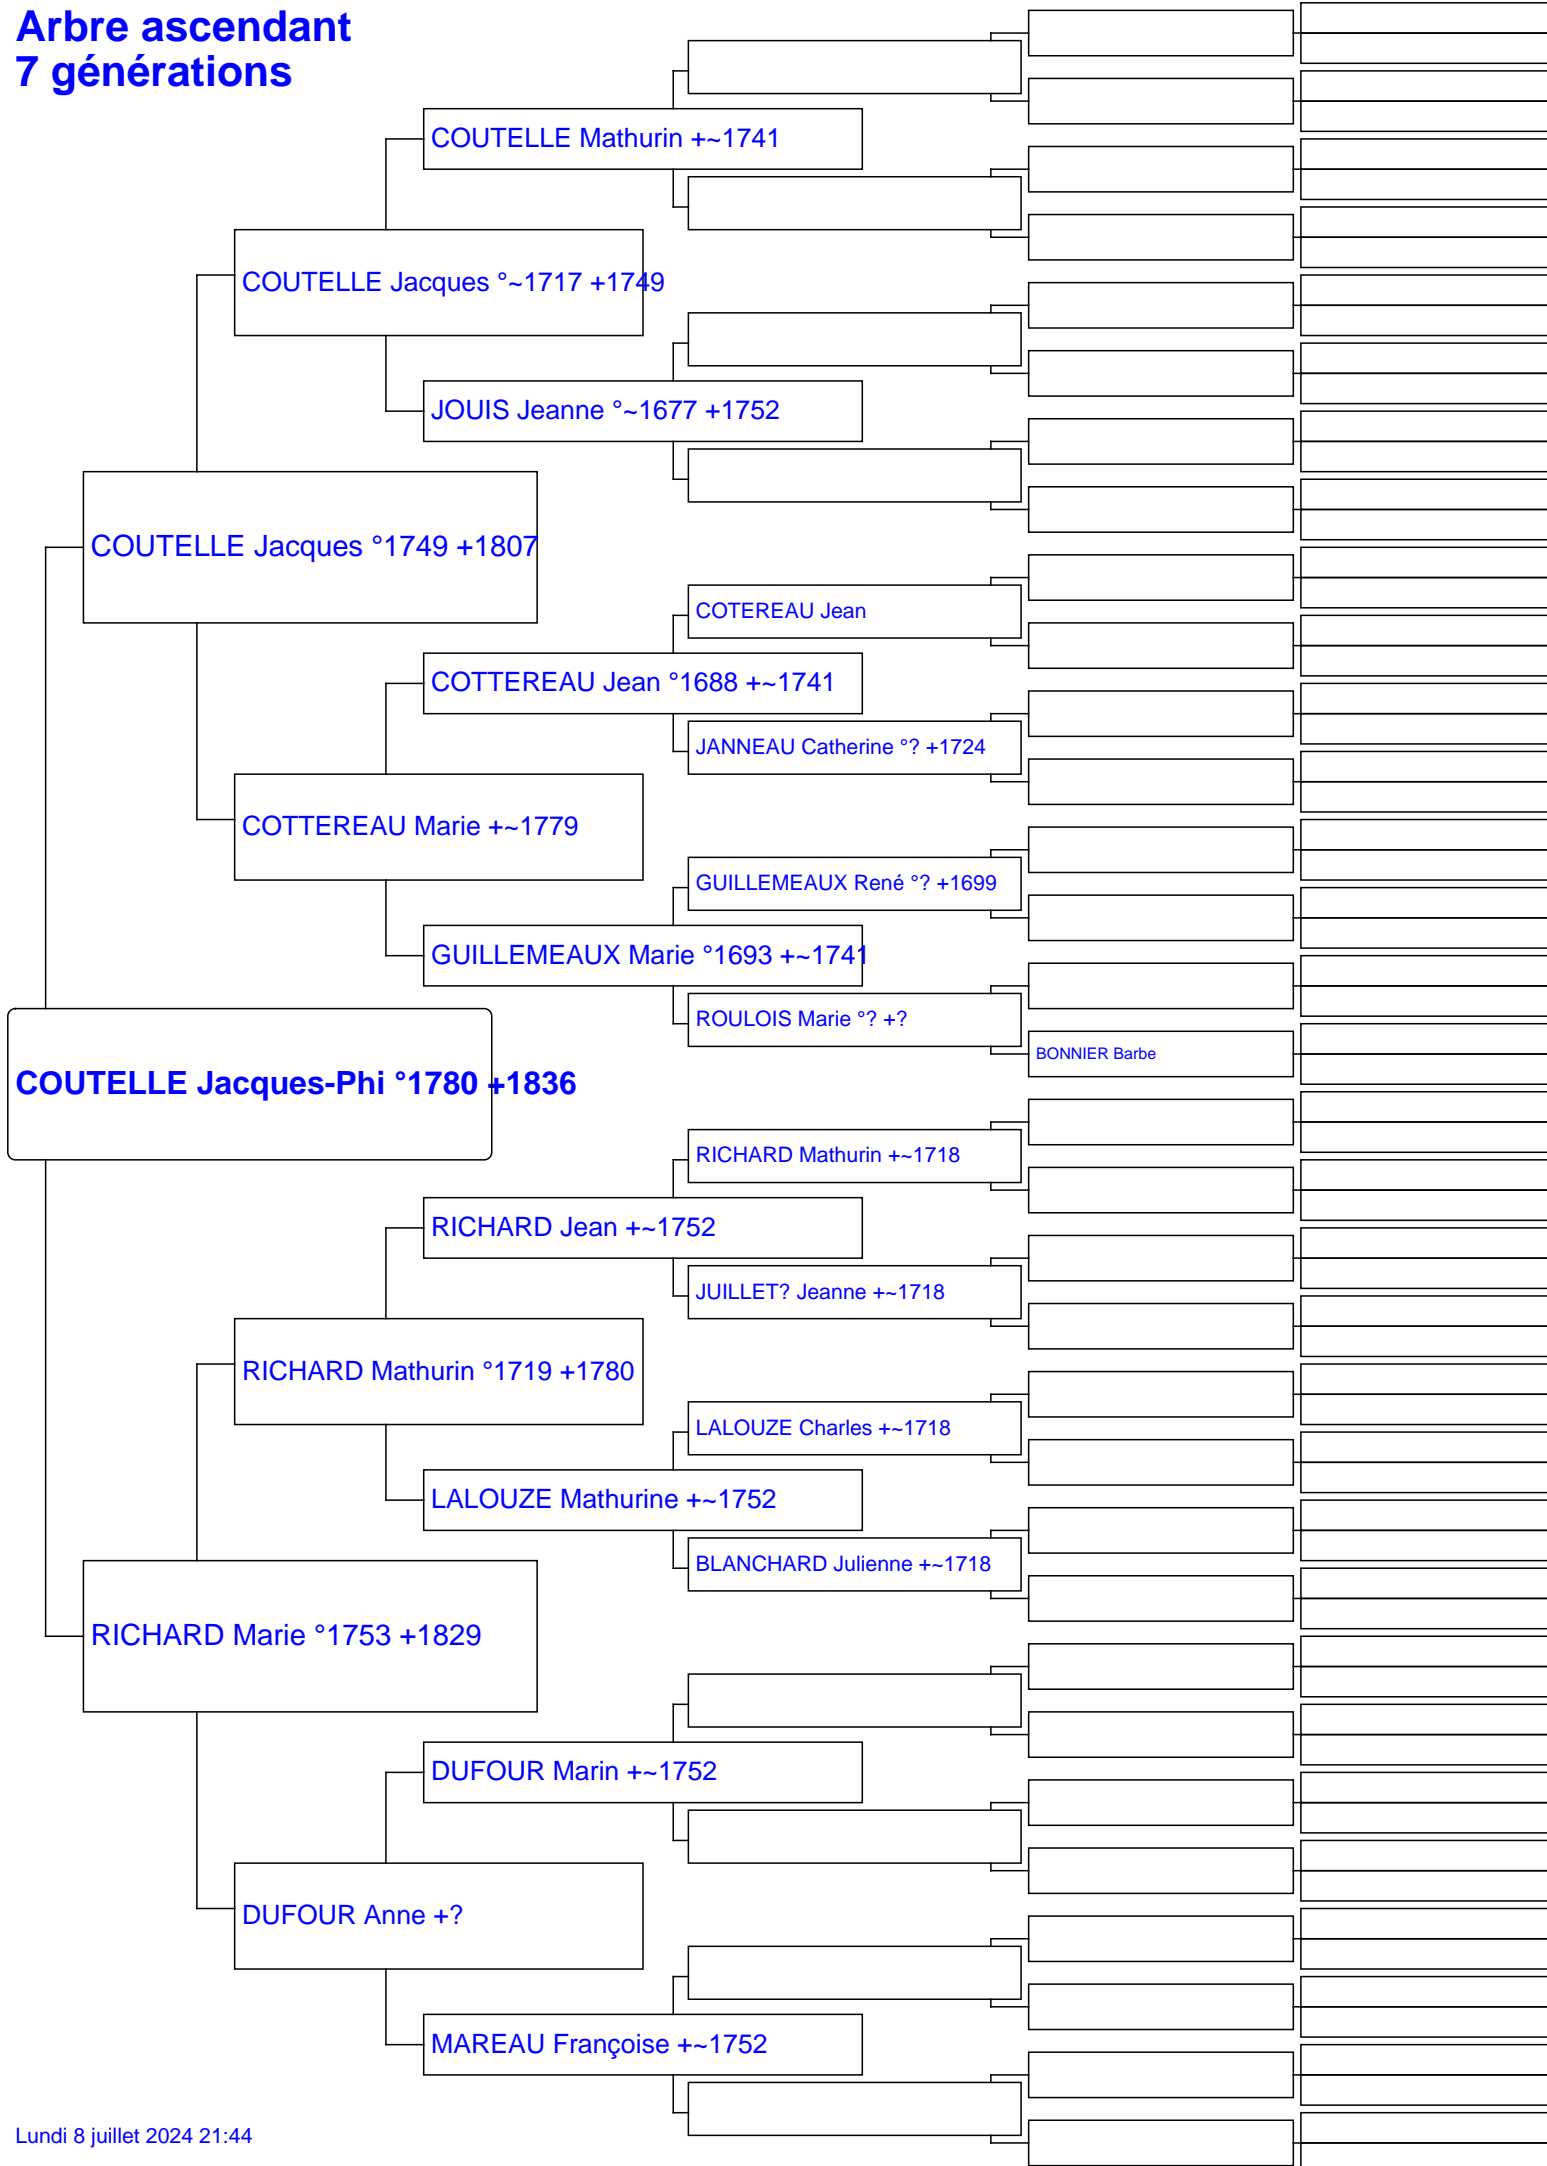 Arbre ascendant
7 générations
COUTELLE Mathurin +~1741
COUTELLE Jacques °~1717 +1749
JOUIS Jeanne °~1677 +1752
COUTELLE Jacques °1749 +1807
COTEREAU Jean
COTTEREAU Jean °1688 +~1741
JANNEAU Catherine °? +1724
COTTEREAU Marie +~1779
GUILLEMEAUX René °? +1699
GUILLEMEAUX Marie °1693 +~1741
ROULOIS Marie °? +?
BONNIER Barbe
COUTELLE Jacques-Phi °1780 +1836
RICHARD Mathurin +~1718
RICHARD Jean +~1752
JUILLET? Jeanne +~1718
RICHARD Mathurin °1719 +1780
LALOUZE Charles +~1718
LALOUZE Mathurine +~1752
BLANCHARD Julienne +~1718
RICHARD Marie °1753 +1829
DUFOUR Marin +~1752
DUFOUR Anne +?
MAREAU Françoise +~1752
Lundi 8 juillet 2024 21:44